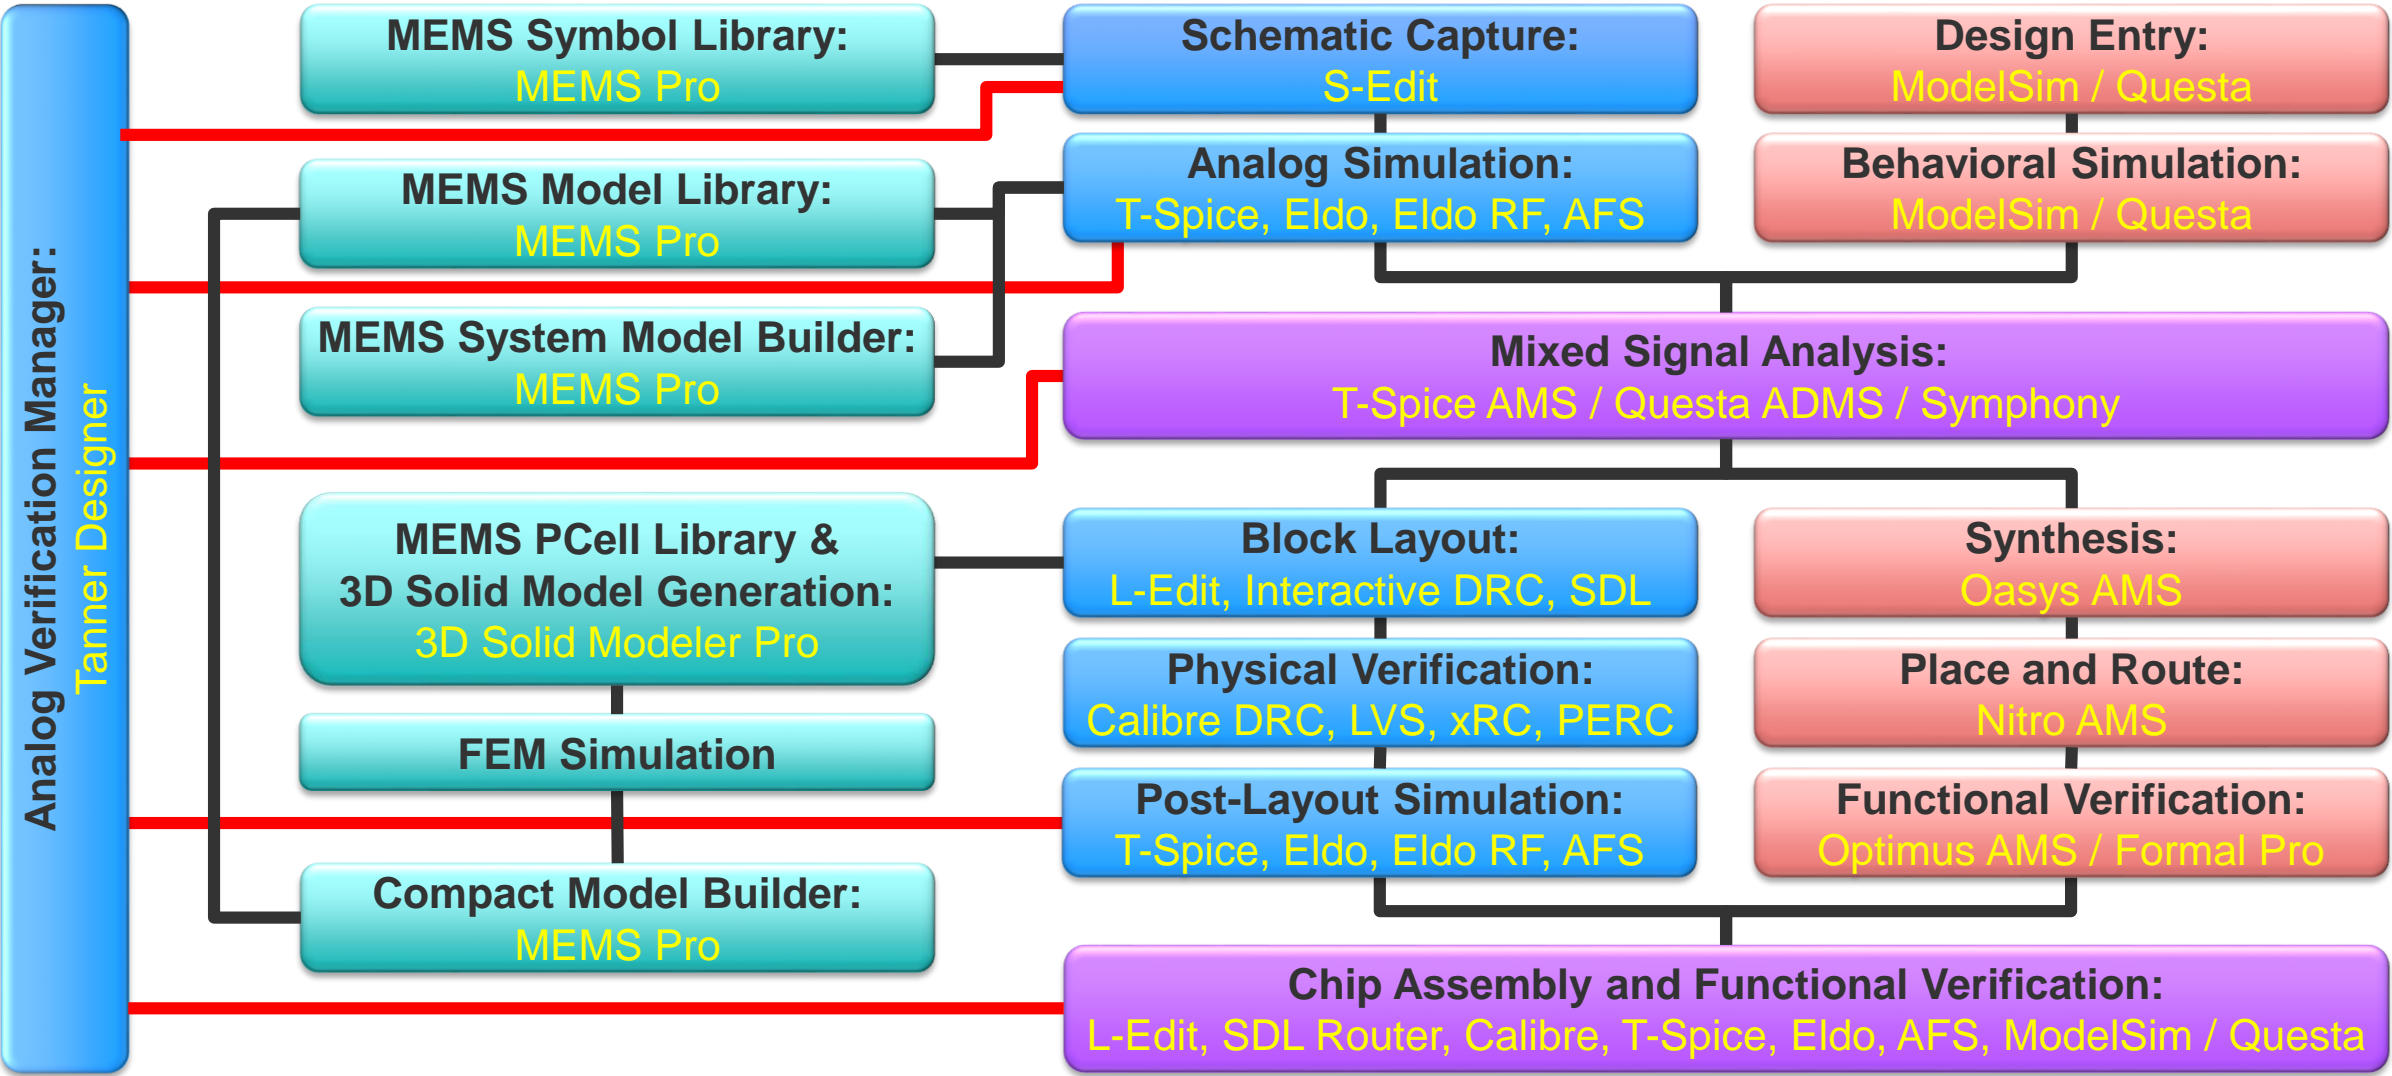 Analog Verification Manager:
Tanner Designer
MEMS Symbol Library:
MEMS Pro
MEMS Model Library:
MEMS Pro
MEMS System Model Builder:
MEMS Pro
MEMS PCell Library &
3D Solid Model Generation:
3D Solid Modeler Pro
FEM Simulation
Compact Model Builder:
MEMS Pro
Schematic Capture:
S-Edit
Analog Simulation:
T-Spice, Eldo, Eldo RF, AFS
Design Entry:
ModelSim / Questa
Behavioral Simulation:
ModelSim / Questa
Mixed Signal Analysis:
T-Spice AMS / Questa ADMS / Symphony
Block Layout:
L-Edit, Interactive DRC, SDL
Physical Verification:
Calibre DRC, LVS, xRC, PERC
Post-Layout Simulation:
T-Spice, Eldo, Eldo RF, AFS
Synthesis:
Oasys AMS
Place and Route:
Nitro AMS
Functional Verification:
Optimus AMS / Formal Pro
Chip Assembly and Functional Verification:
L-Edit, SDL Router, Calibre, T-Spice, Eldo, AFS, ModelSim / Questa